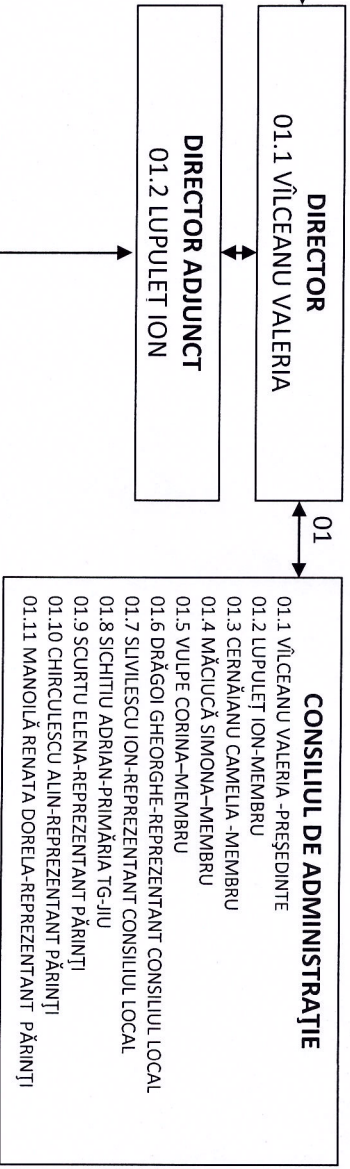 DIRECTOR
01.1 VÎLCEANU VALERIA
DIRECTOR ADJUNCT
01.2 LUPULEȚ ION
01
CONSILIUL DE ADMINISTRAȚIE
01.1 VÎLCEANU VALERIA -PREȘEDINTE
01.2 LUPULEȚ ION-MEMBRU
01.3 CERNĂIANU CAMELIA -MEMBRU
01.4 MĂCIUCĂ SIMONA–MEMBRU
01.5 VULPE CORINA–MEMBRU
01.6 DRĂGOI GHEORGHE-REPREZENTANT CONSILIUL LOCAL
01.7 SLIVILESCU ION-REPREZENTANT CONSILIUL LOCAL
01.8 SICHITIU ADRIAN-PRIMĂRIA TG-JIU
01.9 SCURTU ELENA-REPREZENTANT PĂRINȚI
01.10 CHIRCULESCU ALIN-REPREZENTANT PĂRINȚI
01.11 MANOILĂ RENATA DORELA-REPREZENTANT PĂRINȚI